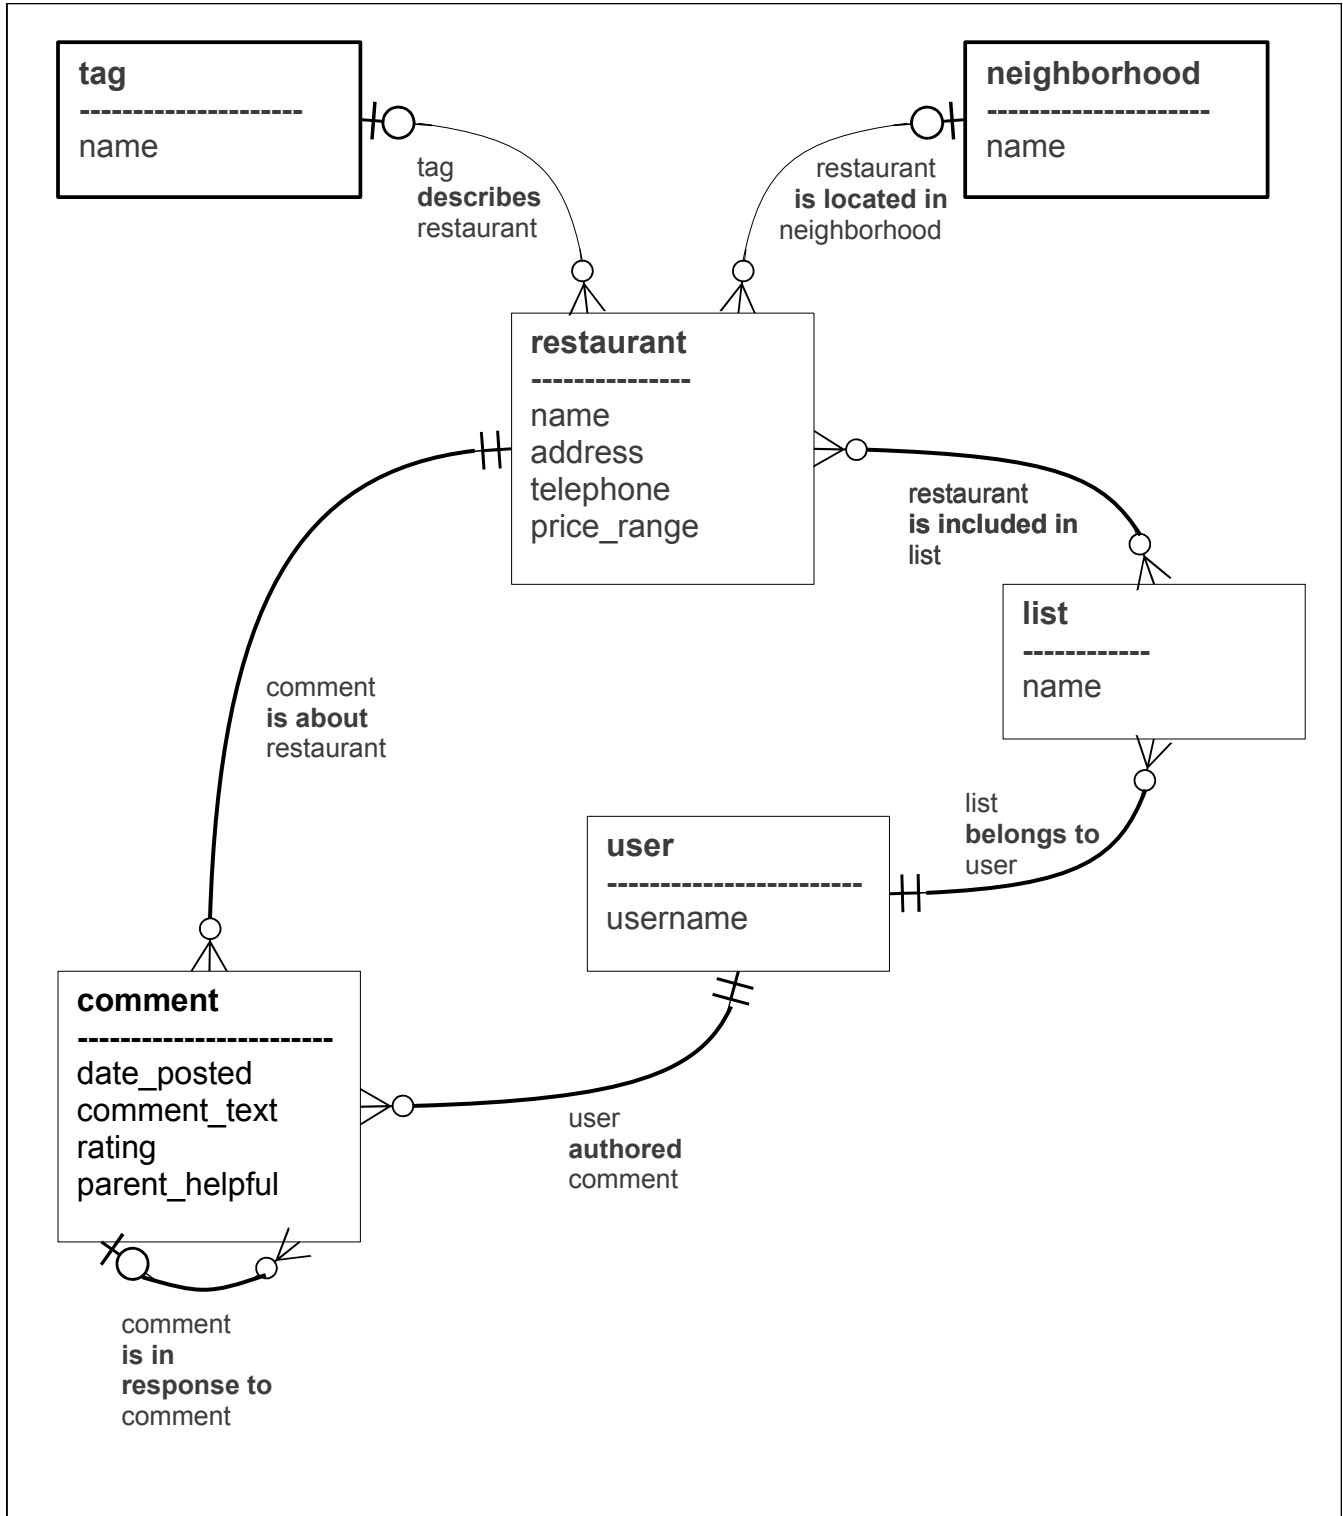 tag
---------------------
name
neighborhood
---------------------
name
tag
describes
restaurant
restaurant
is located in
neighborhood
restaurant
---------------
name
address
telephone
price_range
restaurant
is included in
list
list
------------
name
comment
is about
restaurant
list
belongs to
user
user
------------------------
username
comment
------------------------
date_posted
comment_text
rating
parent_helpful
user
authored
comment
comment
is in
response to
comment